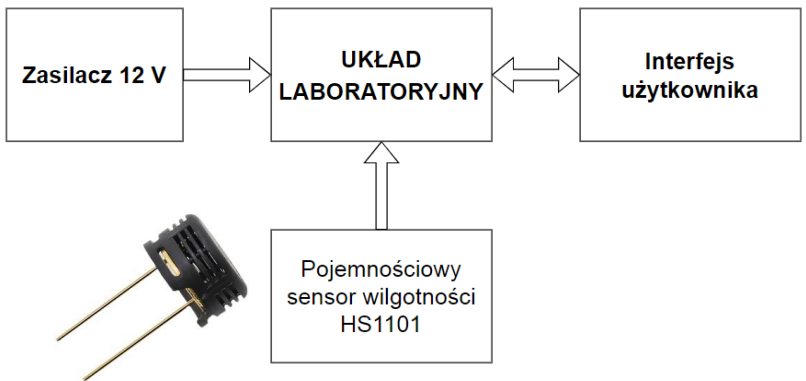 Zasilacz 12 V
UKŁAD
LABORATORYJNY
Interfejs
użytkownika
Pojemnościowy
sensor wilgotności
HS1101